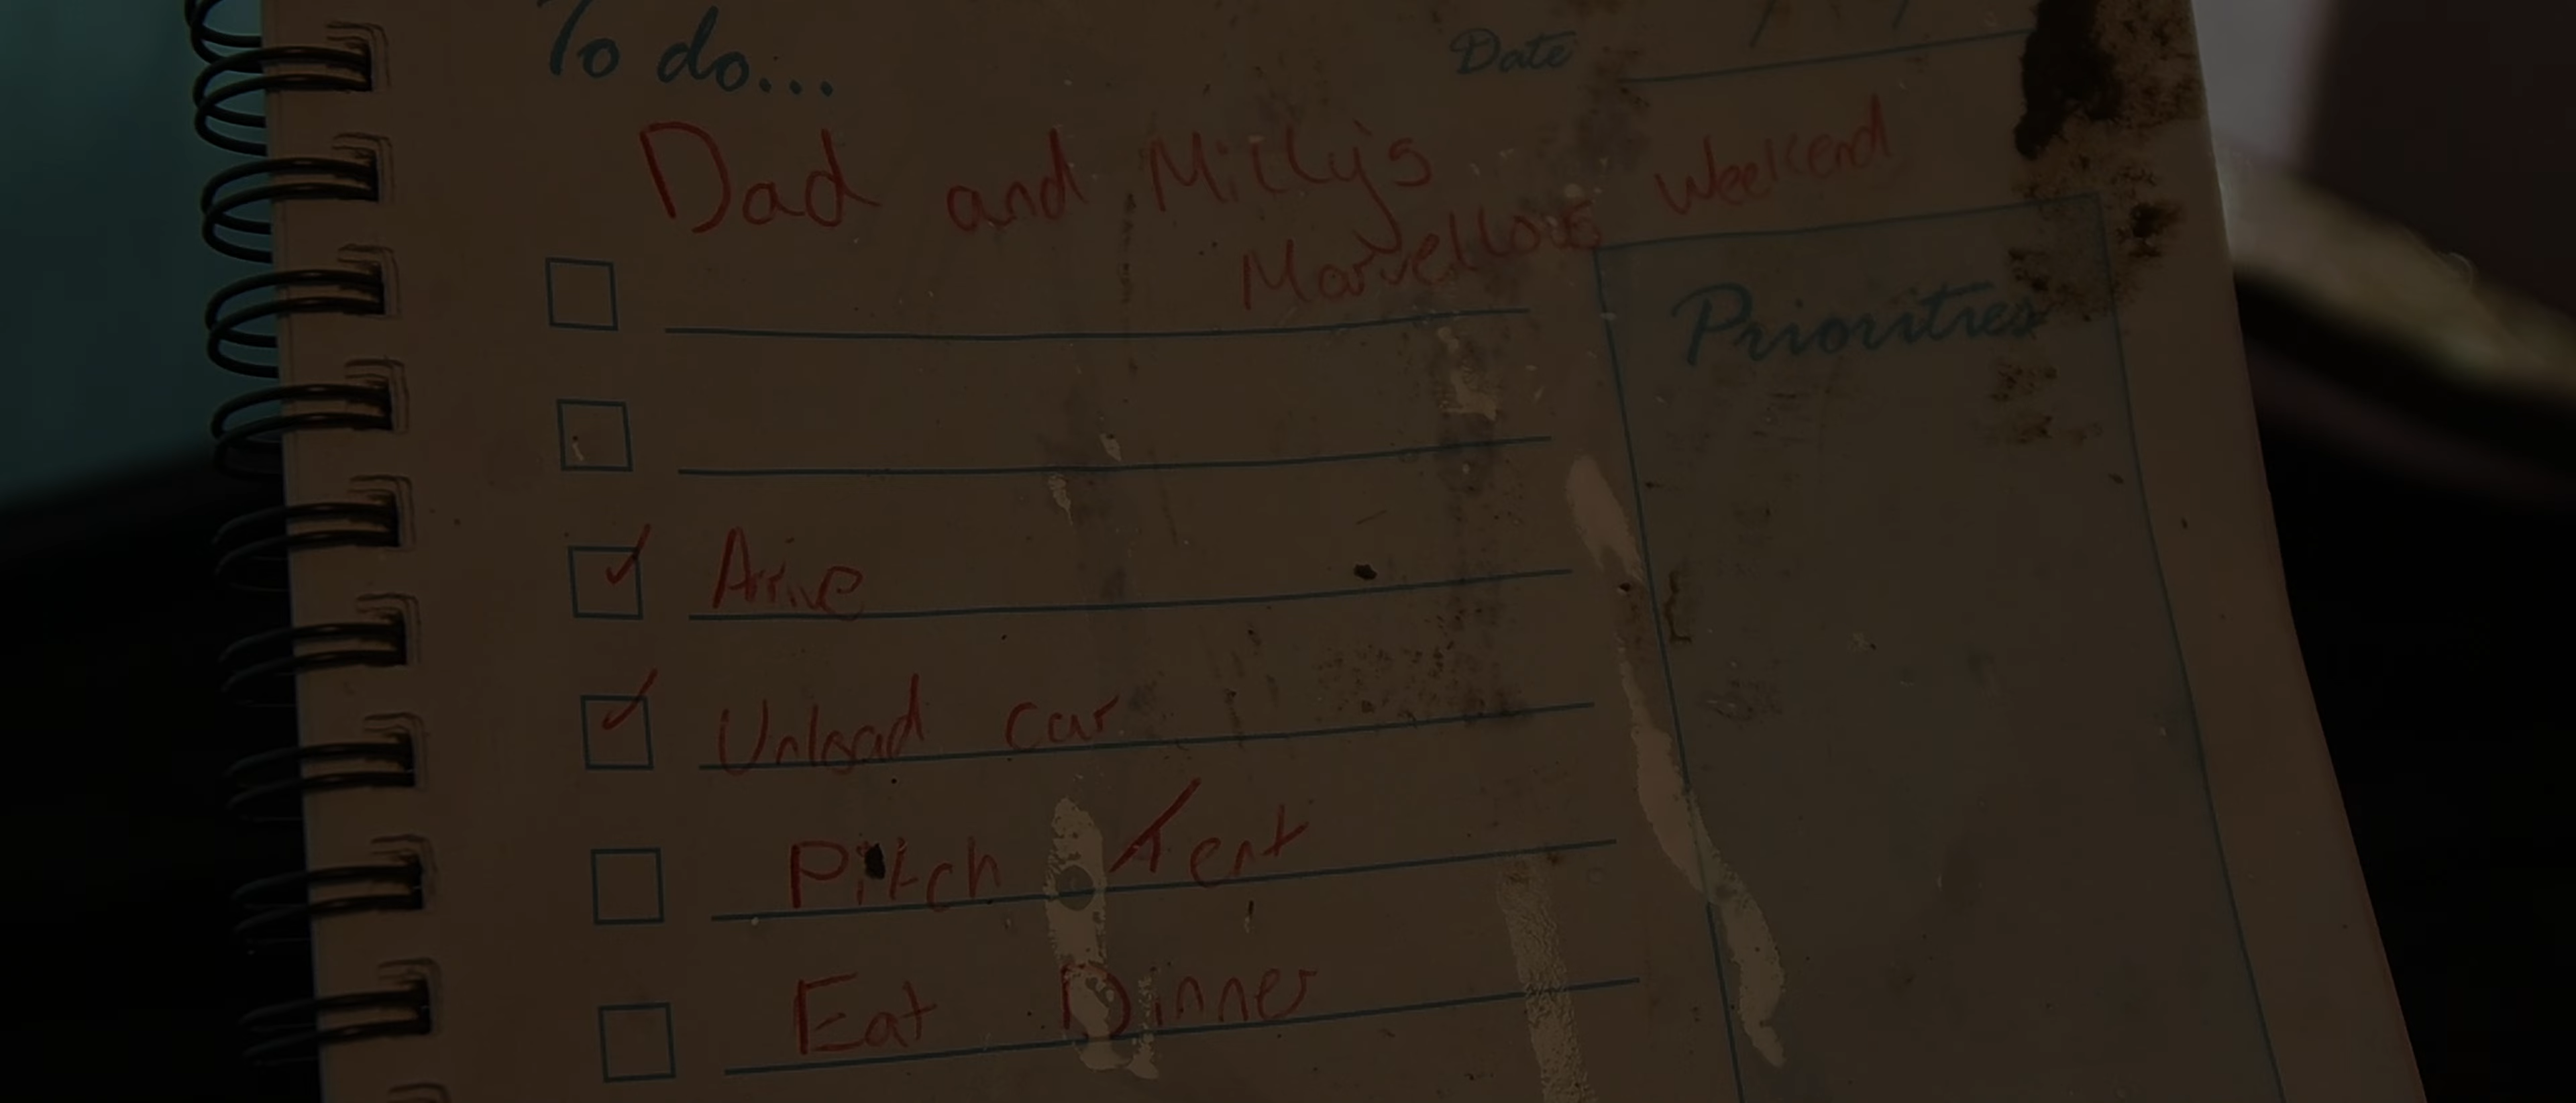 To do...
Date
Dad and Milly's
Marvellous Weekend
Priorities
Arrive
Unload car
Pitch Tent
Eat Dinner